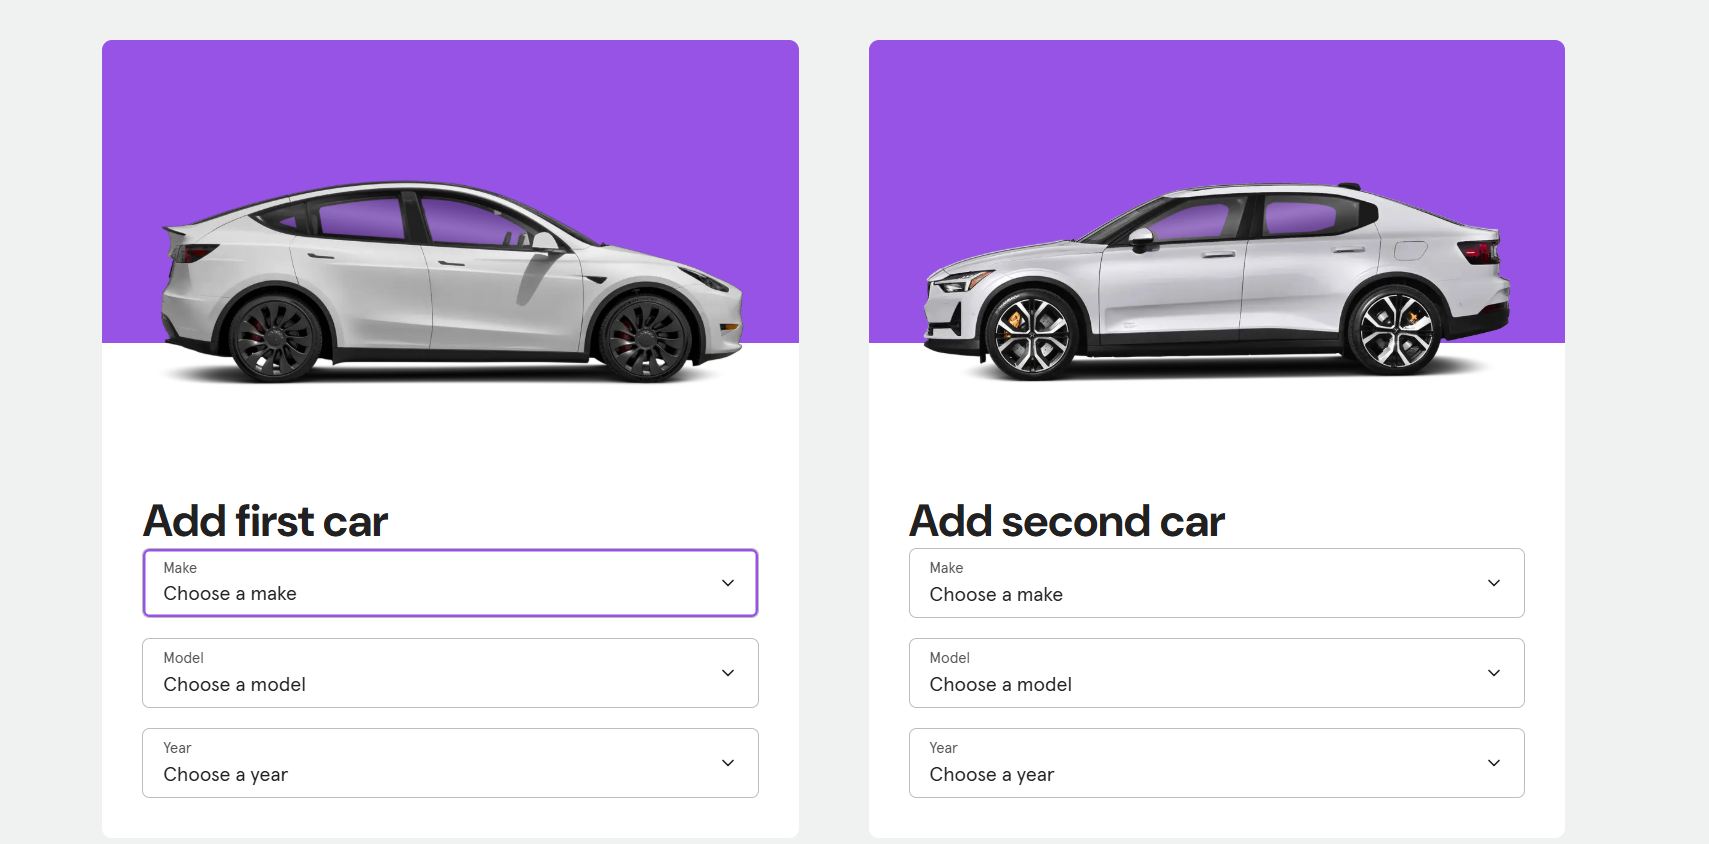 Add first car
Make
Choose a make
Model
Choose a model
Year
Choose a year
Add second car
Make
Choose a make
Model
Choose a model
Year
Choose a year